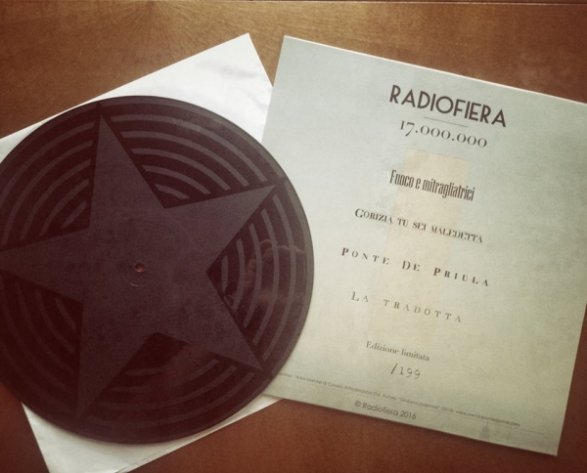 RADIOFIERA
17.000.000
Fuoco e mitragliatrici
GORIZIA TU SEI MALEDETTA
PONTE DE PRIULA
LA TRADOTTA
Edizione limitata
/199
© Radiofiera 2016